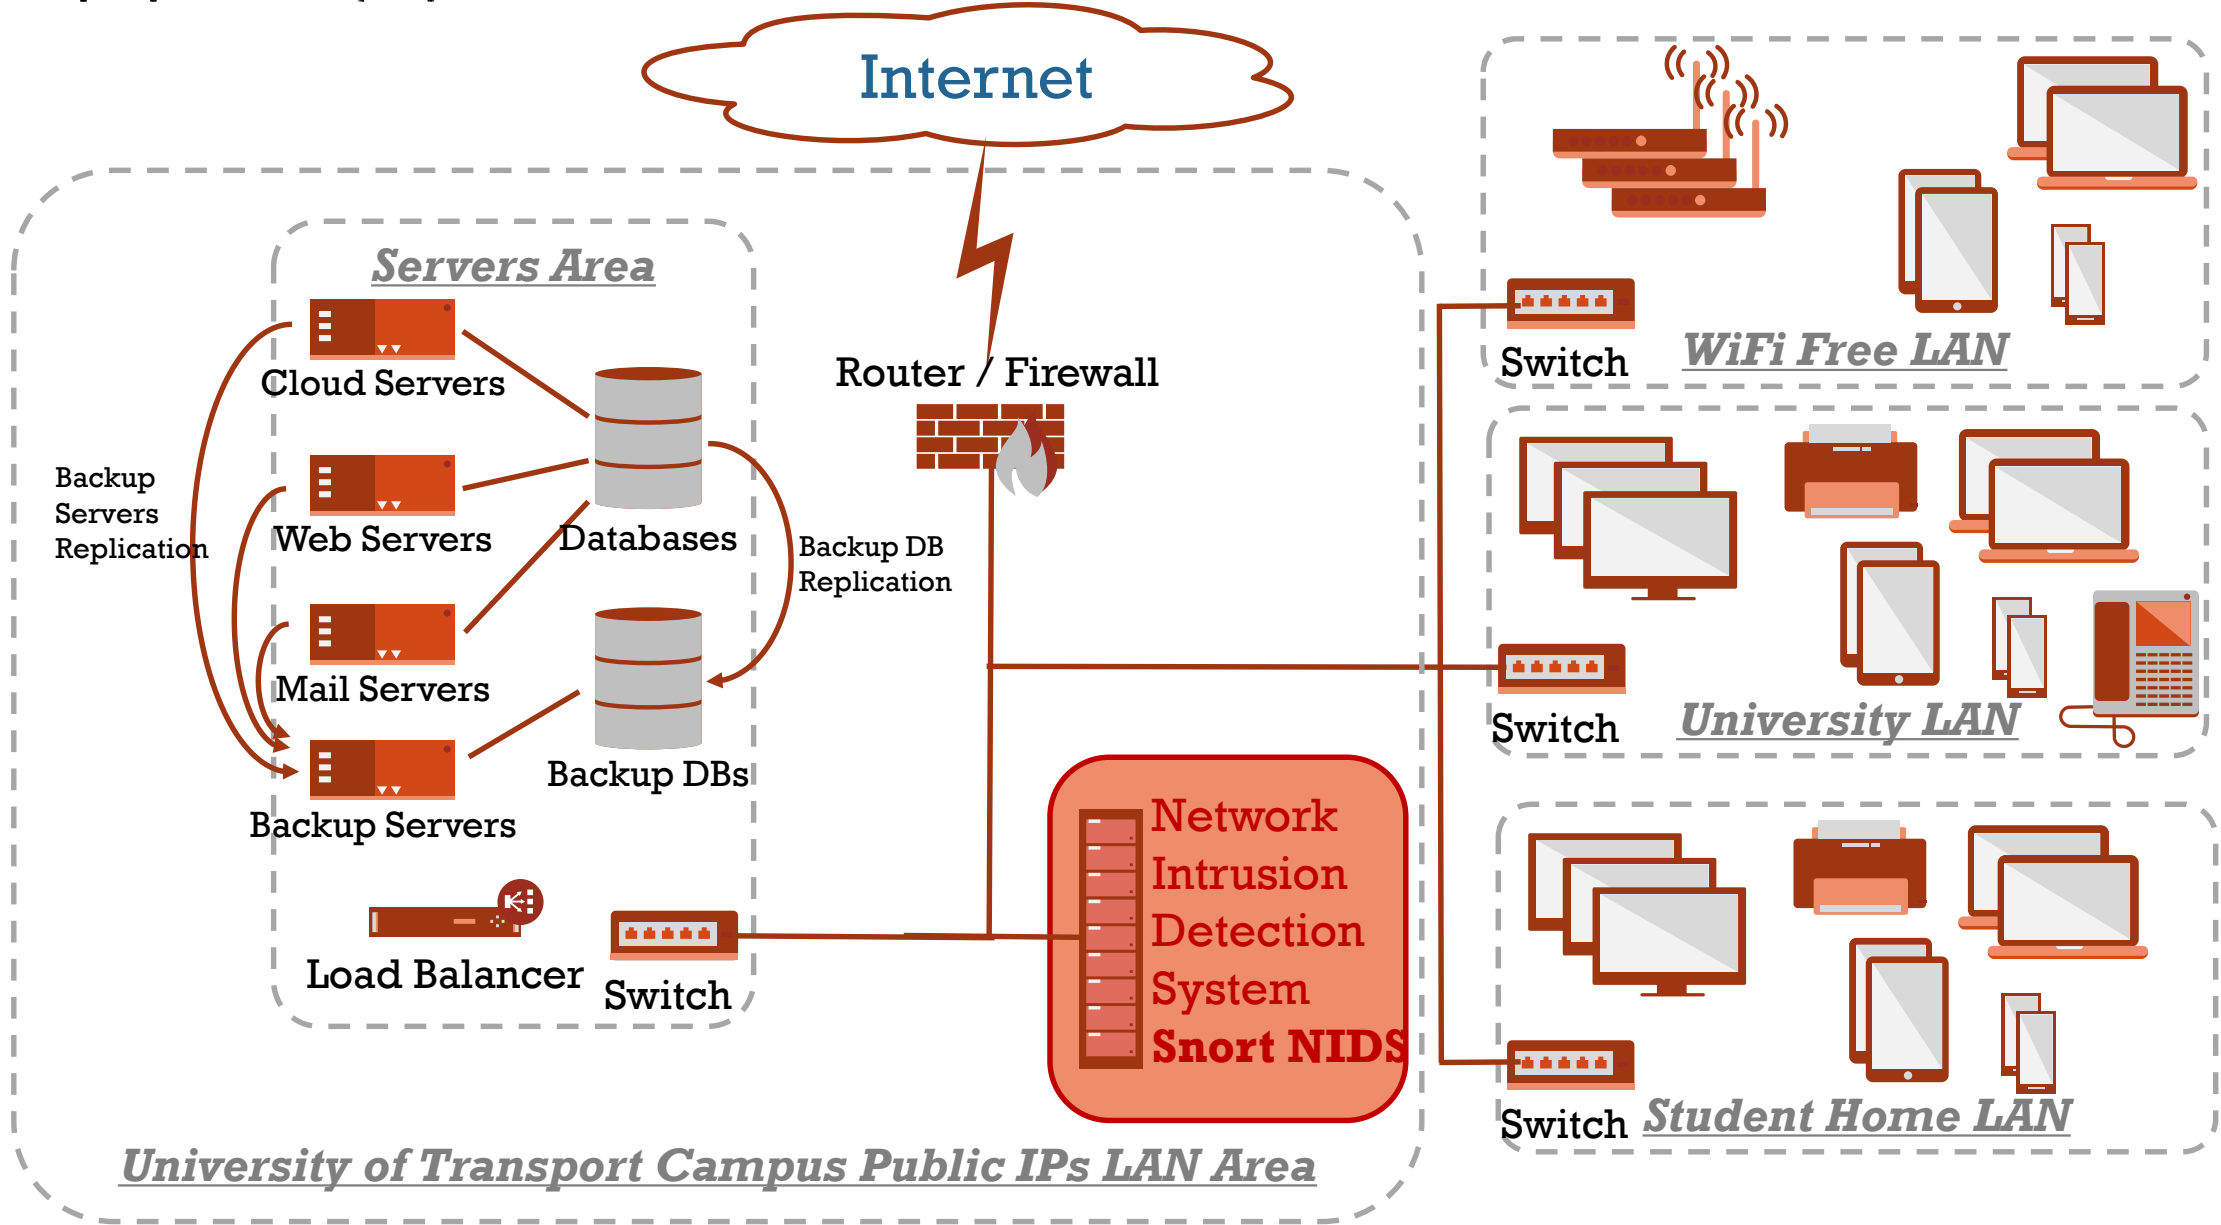 Internet
Servers Area
Cloud Servers
Web Servers
Mail Servers
Backup Servers
Databases
Backup DBs
Backup
Servers
Replication
Backup DB
Replication
Load Balancer
Switch
Router / Firewall
Network
Intrusion
Detection
System
Snort NIDS
University of Transport Campus Public IPs LAN Area
Switch
WiFi Free LAN
Switch
University LAN
Switch
Student Home LAN